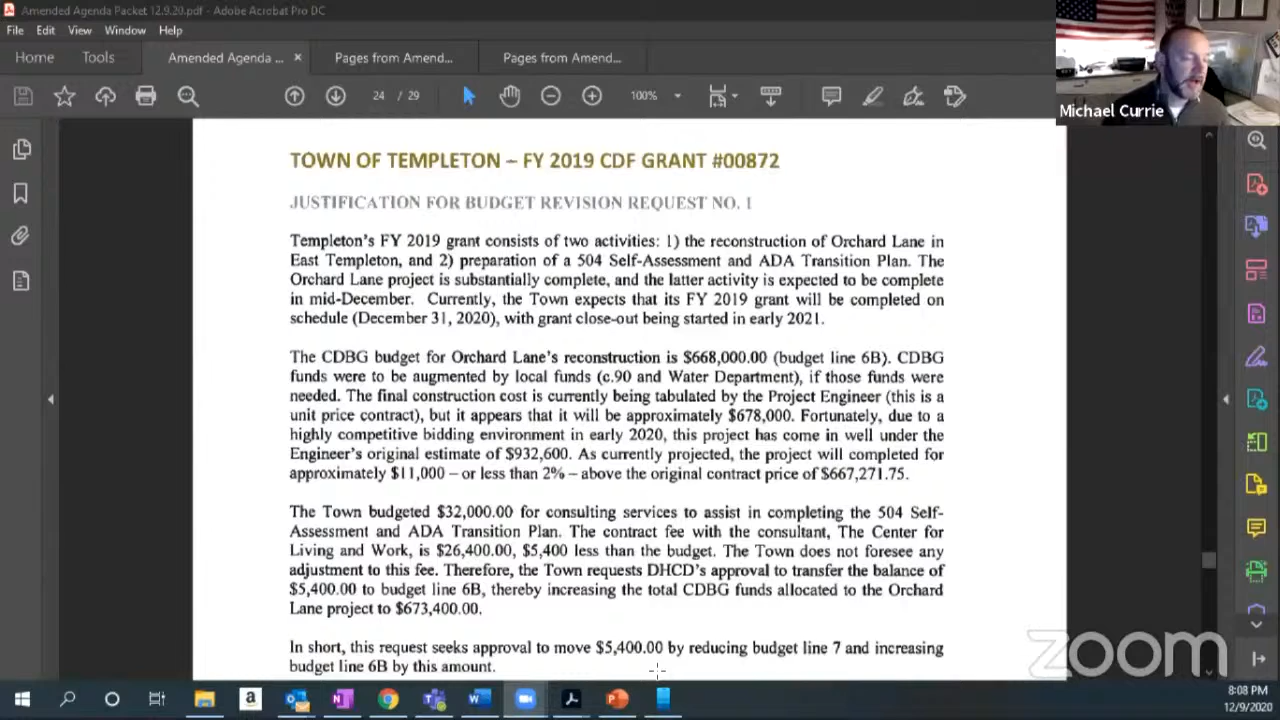 Amended Agenda Packet 12.9.20.pdf - Adobe Acrobat Pro DC
File Edit View Window Help
Home Tools Amended Agenda ... × Pages from Amend... Pages from Amend...
24 / 29 100%
Michael Currie
TOWN OF TEMPLETON – FY 2019 CDF GRANT #00872
JUSTIFICATION FOR BUDGET REVISION REQUEST NO. 1
Templeton's FY 2019 grant consists of two activities: 1) the reconstruction of Orchard Lane in
East Templeton, and 2) preparation of a 504 Self-Assessment and ADA Transition Plan. The
Orchard Lane project is substantially complete, and the latter activity is expected to be complete
in mid-December. Currently, the Town expects that its FY 2019 grant will be completed on
schedule (December 31, 2020), with grant close-out being started in early 2021.
The CDBG budget for Orchard Lane's reconstruction is $668,000.00 (budget line 6B). CDBG
funds were to be augmented by local funds (c.90 and Water Department), if those funds were
needed. The final construction cost is currently being tabulated by the Project Engineer (this is a
unit price contract), but it appears that it will be approximately $678,000. Fortunately, due to a
highly competitive bidding environment in early 2020, this project has come in well under the
Engineer's original estimate of $932,600. As currently projected, the project will completed for
approximately $11,000 – or less than 2% – above the original contract price of $667,271.75.
The Town budgeted $32,000.00 for consulting services to assist in completing the 504 Self-
Assessment and ADA Transition Plan. The contract fee with the consultant, The Center for
Living and Work, is $26,400.00, $5,400 less than the budget. The Town does not foresee any
adjustment to this fee. Therefore, the Town requests DHCD's approval to transfer the balance of
$5,400.00 to budget line 6B, thereby increasing the total CDBG funds allocated to the Orchard
Lane project to $673,400.00.
In short, this request seeks approval to move $5,400.00 by reducing budget line 7 and increasing
budget line 6B by this amount.
zoom
8:08 PM
12/9/2020